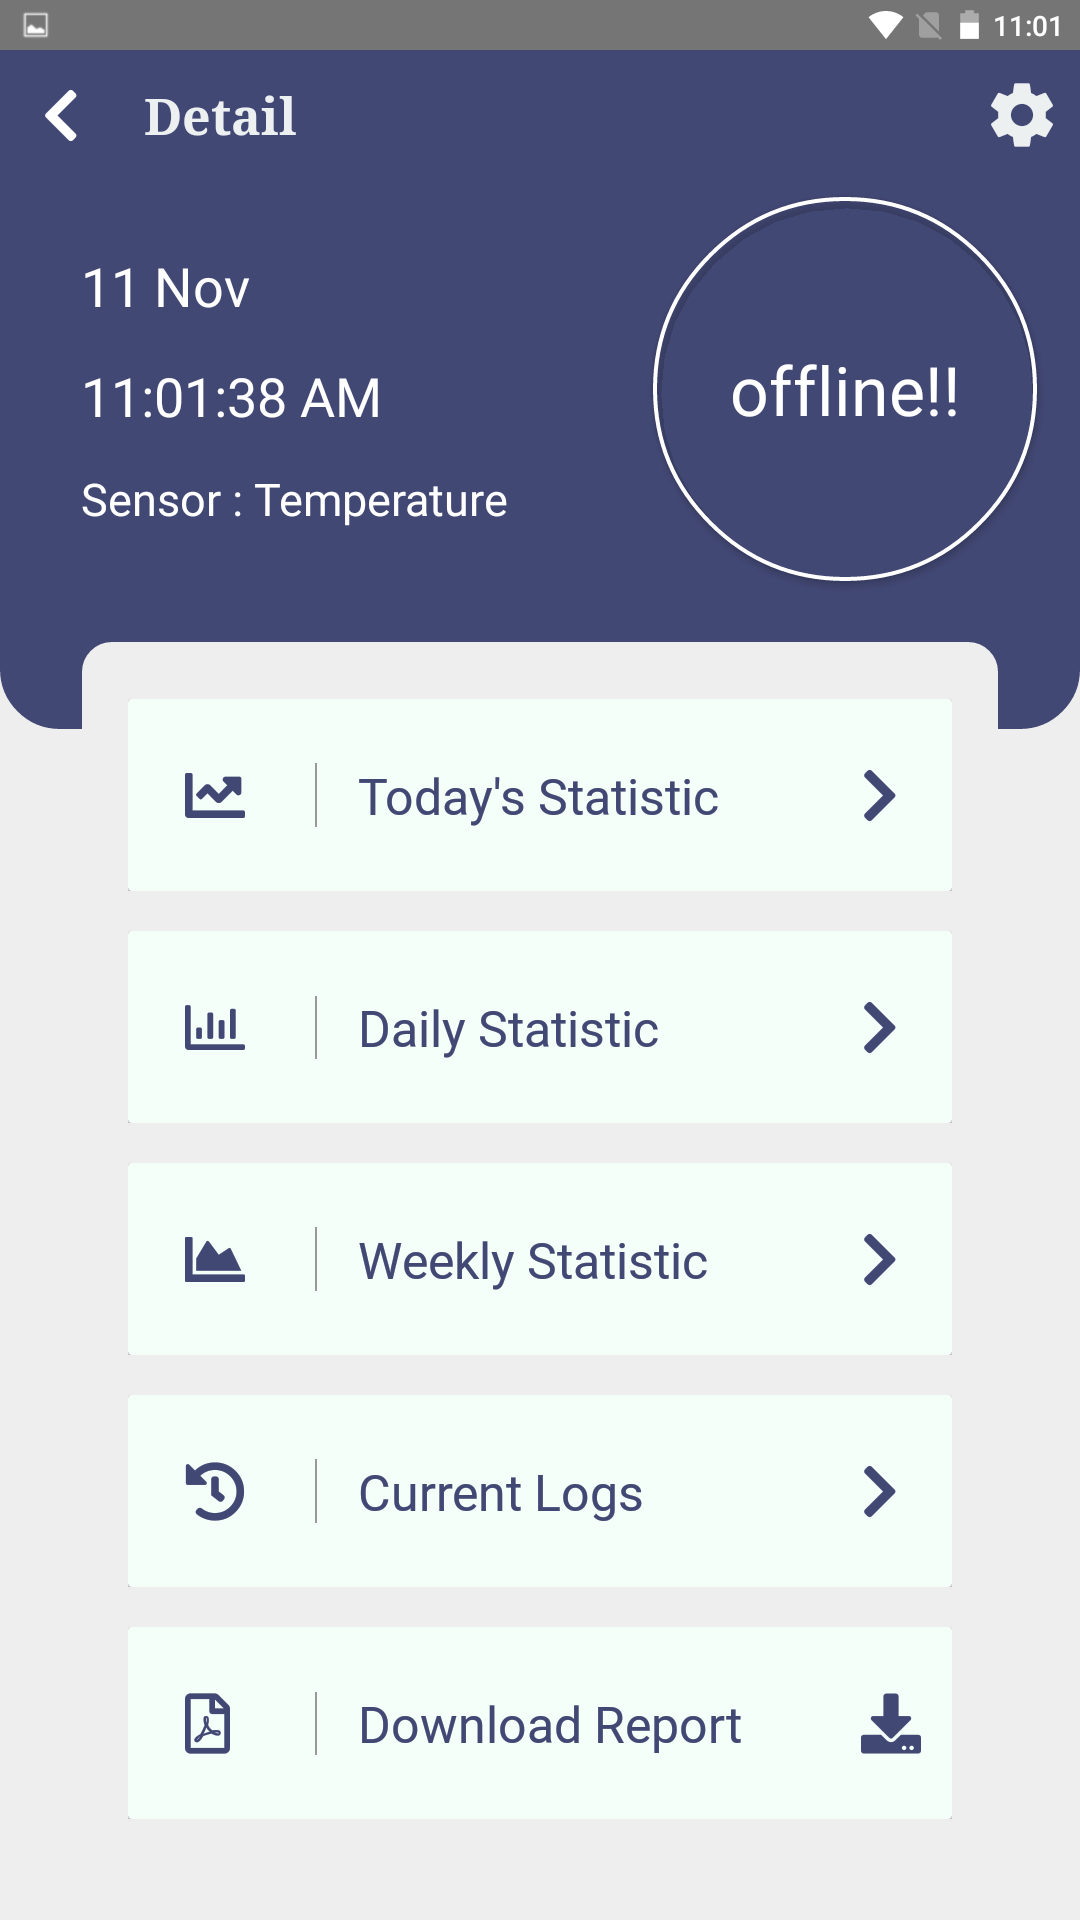 11:01
Detail
11 Nov
11:01:38 AM
Sensor : Temperature
offline!!
Today's Statistic
Daily Statistic
Weekly Statistic
Current Logs
Download Report